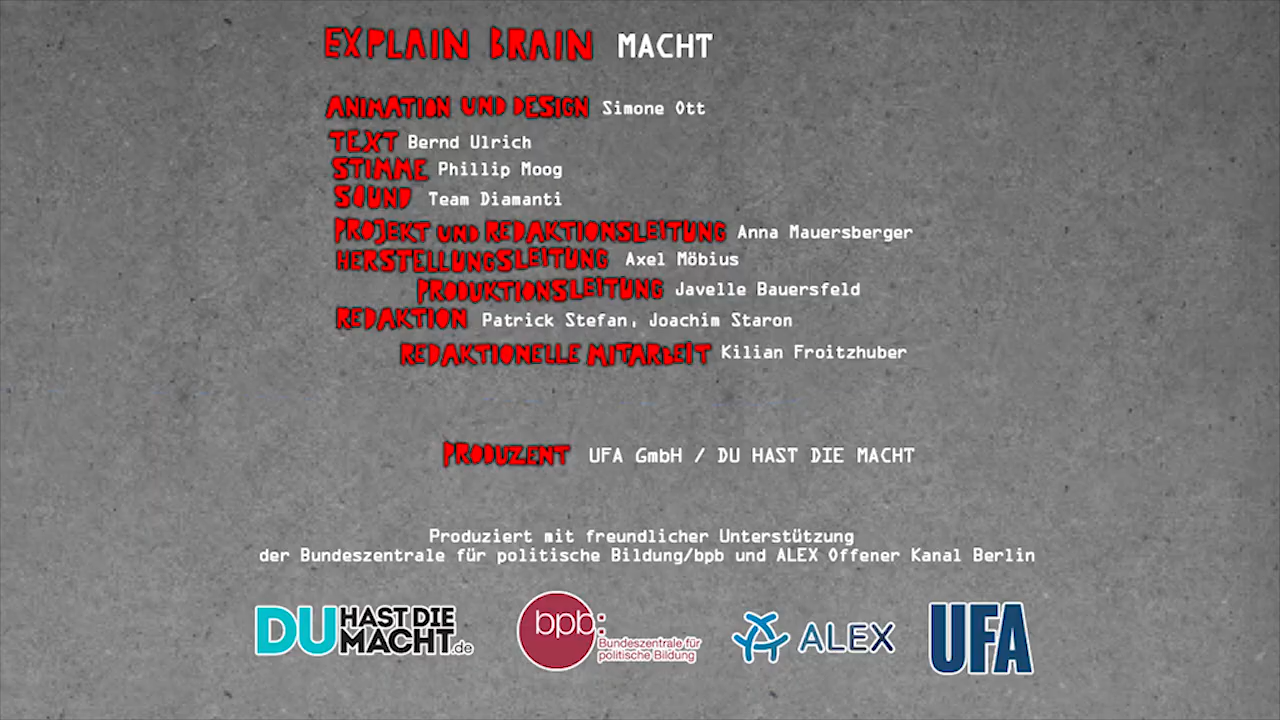 EXPLAIN BRAIN MACHT
ANIMATION UND DESIGN Simone Ott
TEXT Bernd Ulrich
STIMME Phillip Moog
SOUND Team Diamanti
PROJEKT UND REDAKTIONSLEITUNG Anna Mauersberger
HERSTELLUNGSLEITUNG Axel Möbius
PRODUKTIONSLEITUNG Javelle Bauersfeld
REDAKTION Patrick Stefan, Joachim Staron
REDAKTIONELLE MITARBEIT Kilian Froitzhuber
PRODUZENT UFA GmbH / DU HAST DIE MACHT
Produziert mit freundlicher Unterstützung
der Bundeszentrale für politische Bildung/bpb und ALEX Offener Kanal Berlin
DU HAST DIE MACHT.de
bpb:
Bundeszentrale für
politische Bildung
ALEX
UFA